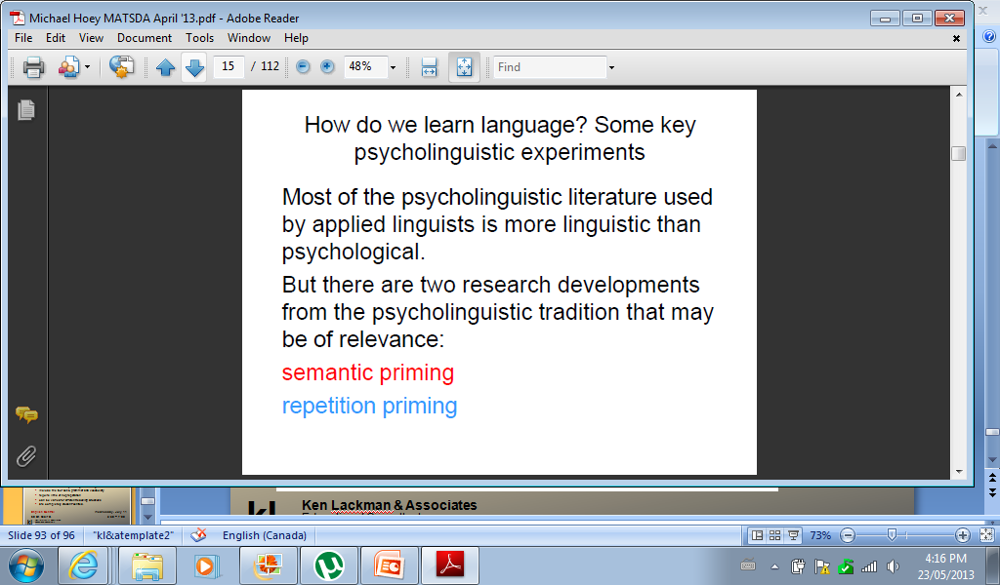 Michael Hoey MATSDA April '13.pdf - Adobe Reader
File Edit View Document Tools Window Help
15 / 112 48% Find
How do we learn language? Some key
psycholinguistic experiments
Most of the psycholinguistic literature used
by applied linguists is more linguistic than
psychological.
But there are two research developments
from the psycholinguistic tradition that may
be of relevance:
semantic priming
repetition priming
kl Ken Lackman & Associates
Slide 93 of 96 "kl&atemplate2" English (Canada) 73%
4:16 PM
23/05/2013